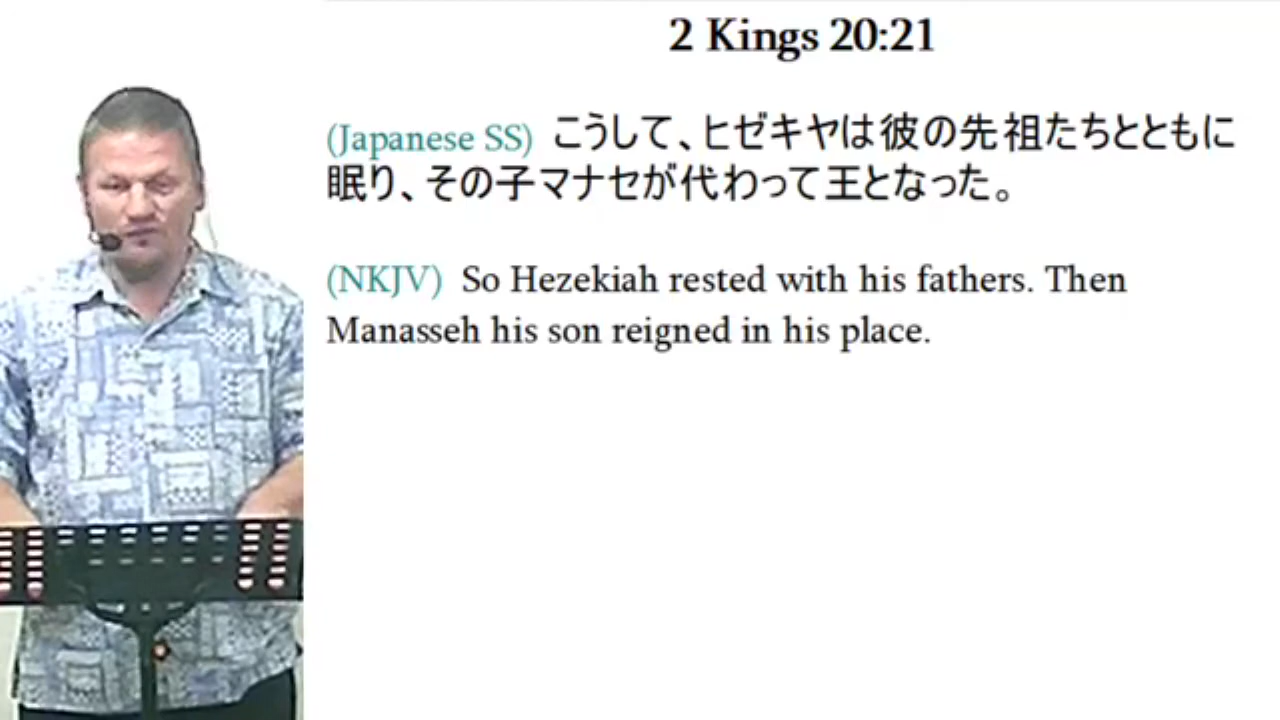 2 Kings 20:21
(Japanese SS) こうして、ヒゼキヤは彼の先祖たちとともに
眠り、その子マナセが代わって王となった。
(NKJV) So Hezekiah rested with his fathers. Then
Manasseh his son reigned in his place.